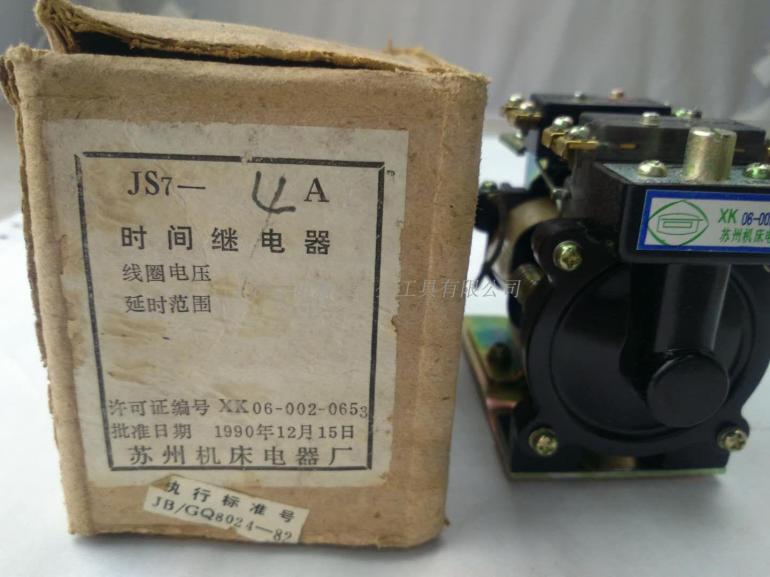 JS7— 4 A
时间继电器
线圈电压
延时范围
许可证编号 XK06-002-0653
批准日期 1990年12月15日
苏州机床电器厂
执行标准号
JB/GQ8024—82
工具有限公司
XK 06-00
苏州机床电